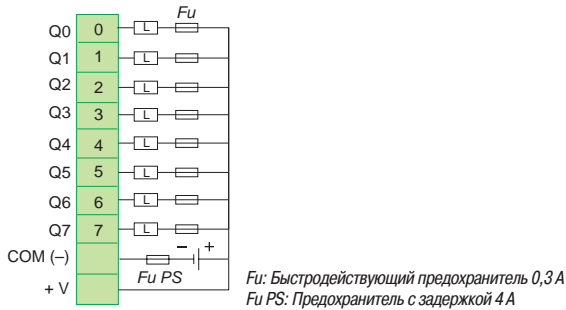 Fu
Q0 0 L
Q1 1 L
Q2 2 L
Q3 3 L
Q4 4 L
Q5 5 L
Q6 6 L
Q7 7 L
COM (–) – +
Fu PS
+ V
Fu: Быстродействующий предохранитель 0,3 А
Fu PS: Предохранитель с задержкой 4 А